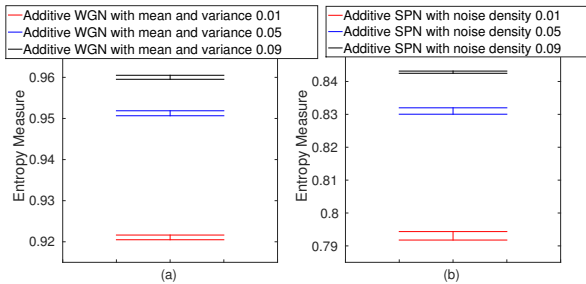 Additive WGN with mean and variance 0.01
Additive WGN with mean and variance 0.05
Additive WGN with mean and variance 0.09
0.96
0.95
0.94
0.93
0.92
Entropy Measure
(a)
Additive SPN with noise density 0.01
Additive SPN with noise density 0.05
Additive SPN with noise density 0.09
0.84
0.83
0.82
0.81
0.8
0.79
Entropy Measure
(b)